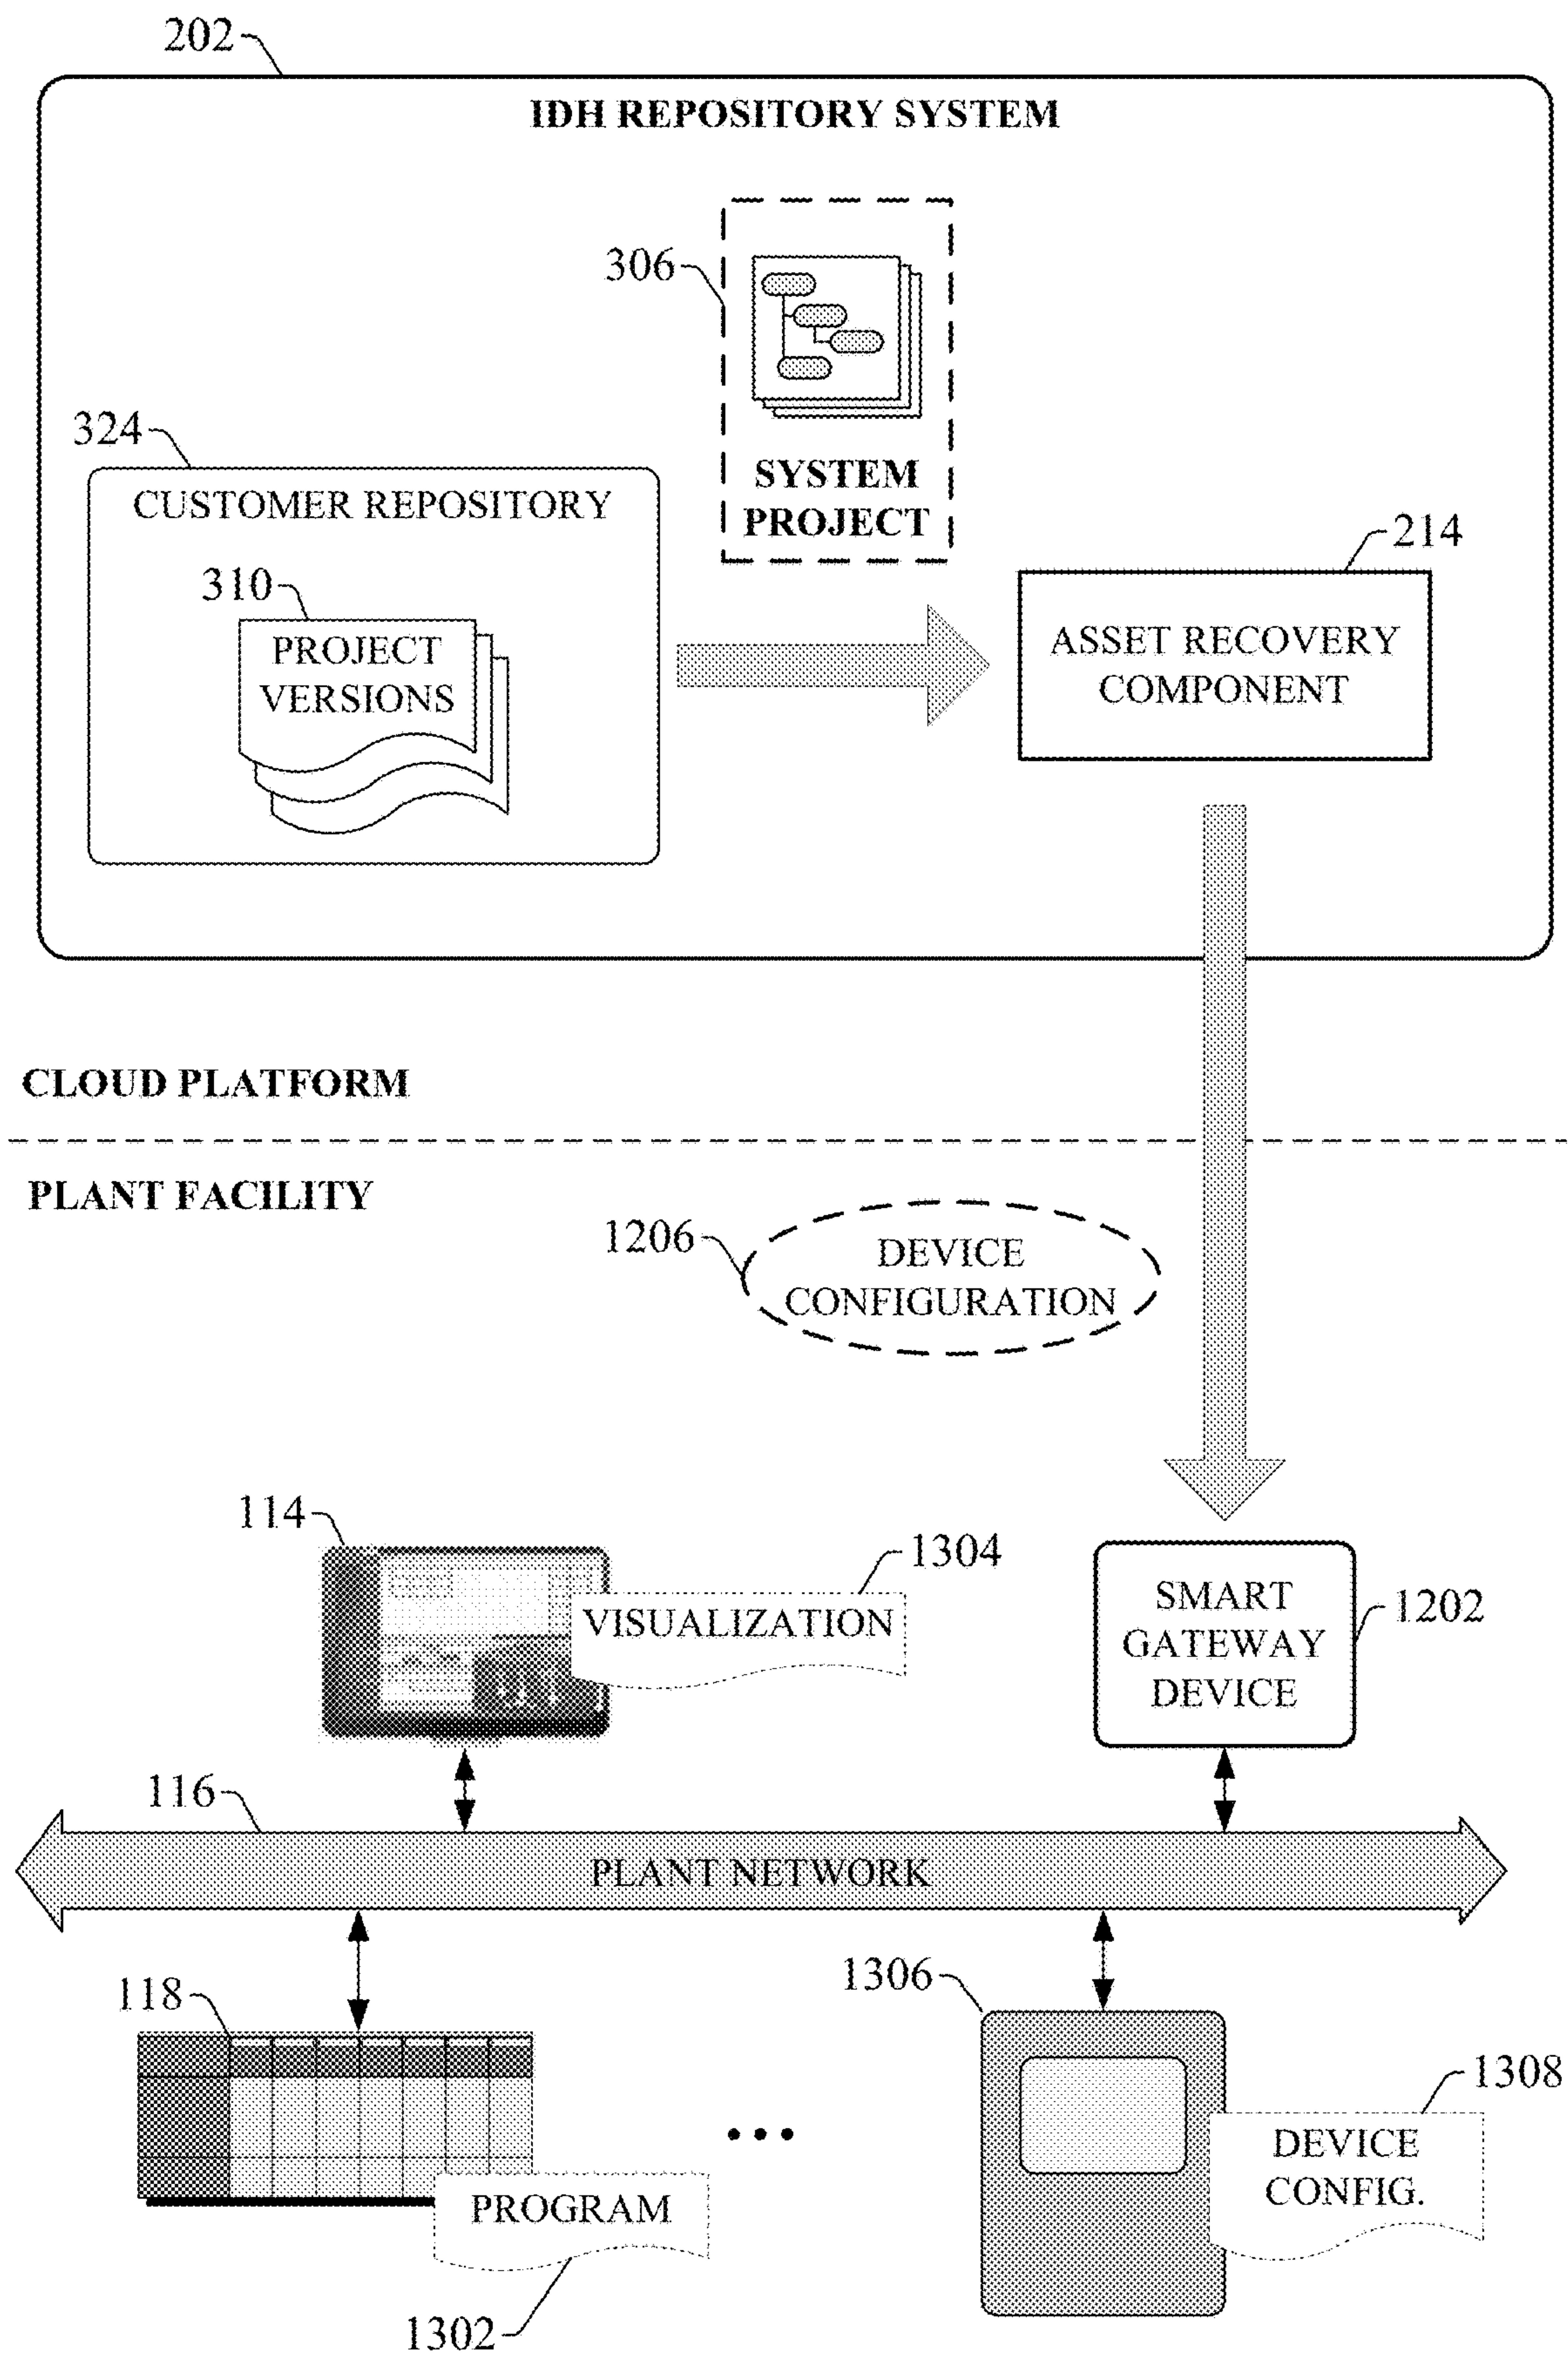 202
IDH REPOSITORY SYSTEM
306
SYSTEM
PROJECT
324
CUSTOMER REPOSITORY
310
PROJECT
VERSIONS
214
ASSET RECOVERY
COMPONENT
CLOUD PLATFORM
PLANT FACILITY
1206
DEVICE
CONFIGURATION
114
1304
VISUALIZATION
SMART
GATEWAY
DEVICE
1202
116
PLANT NETWORK
118
PROGRAM
1302
...
1306
1308
DEVICE
CONFIG.